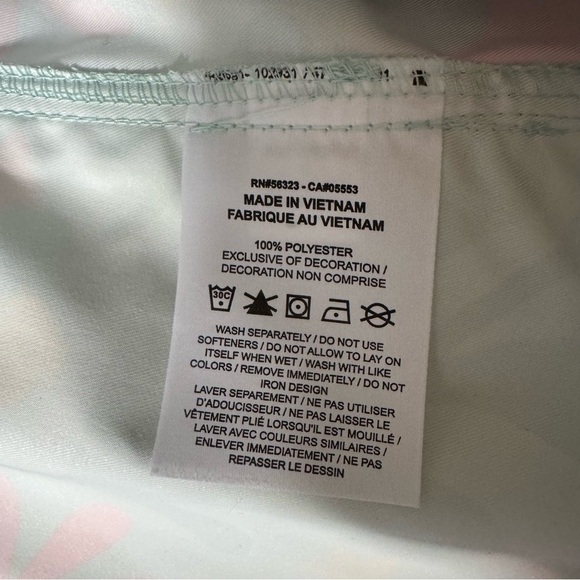 RN#56323 - CA#05553
MADE IN VIETNAM
FABRIQUE AU VIETNAM
100% POLYESTER
EXCLUSIVE OF DECORATION /
DECORATION NON COMPRISE
30C
WASH SEPARATELY / DO NOT USE
SOFTENERS / DO NOT ALLOW TO LAY ON
ITSELF WHEN WET / WASH WITH LIKE
COLORS / REMOVE IMMEDIATELY / DO NOT
IRON DESIGN
LAVER SEPARATION / NE PAS UTILISER
D'ADOUCISSEUR / NE PAS LAISSER LE
VÊTEMENT PLIÉ LORSQU'IL EST MOUILLÉ /
LAVER AVEC COULEURS SIMILAIRES /
ENLEVER IMMEDIATEMENT / NE PAS
REPASSER LE DESSIN